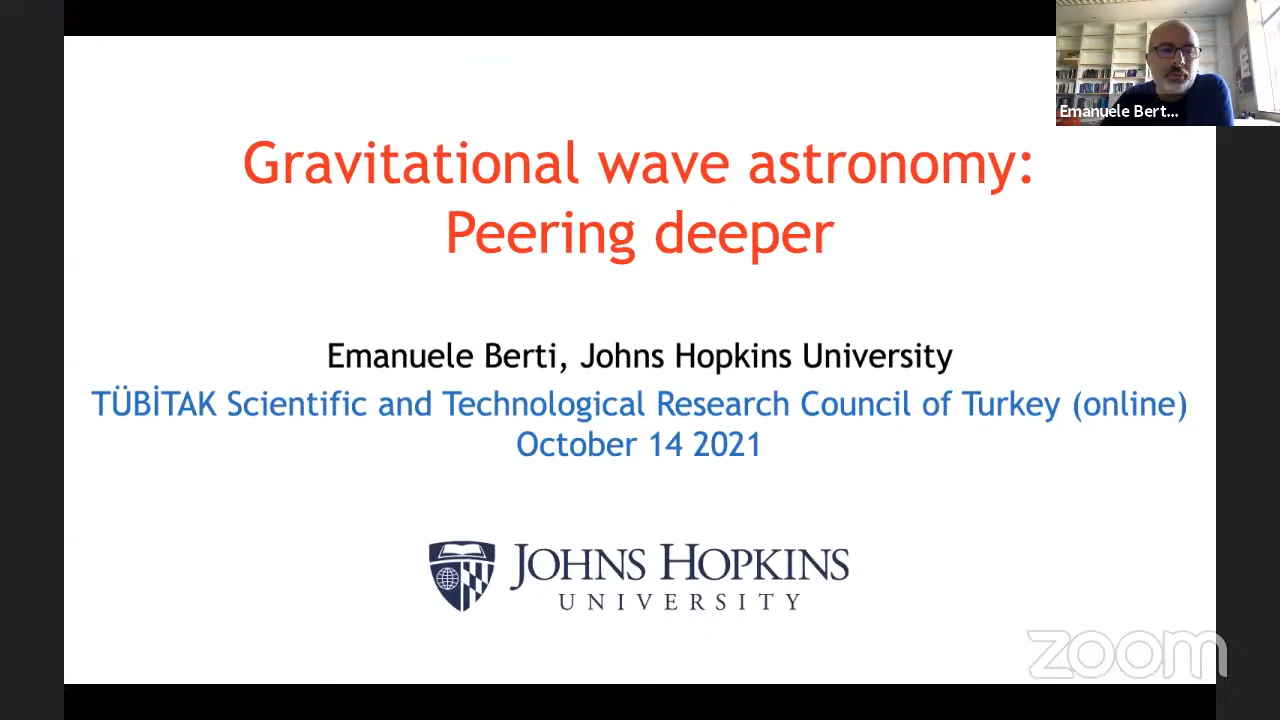 Emanuele Bert...
Gravitational wave astronomy:
Peering deeper
Emanuele Berti, Johns Hopkins University
TÜBİTAK Scientific and Technological Research Council of Turkey (online)
October 14 2021
JOHNS HOPKINS
UNIVERSITY
zoom